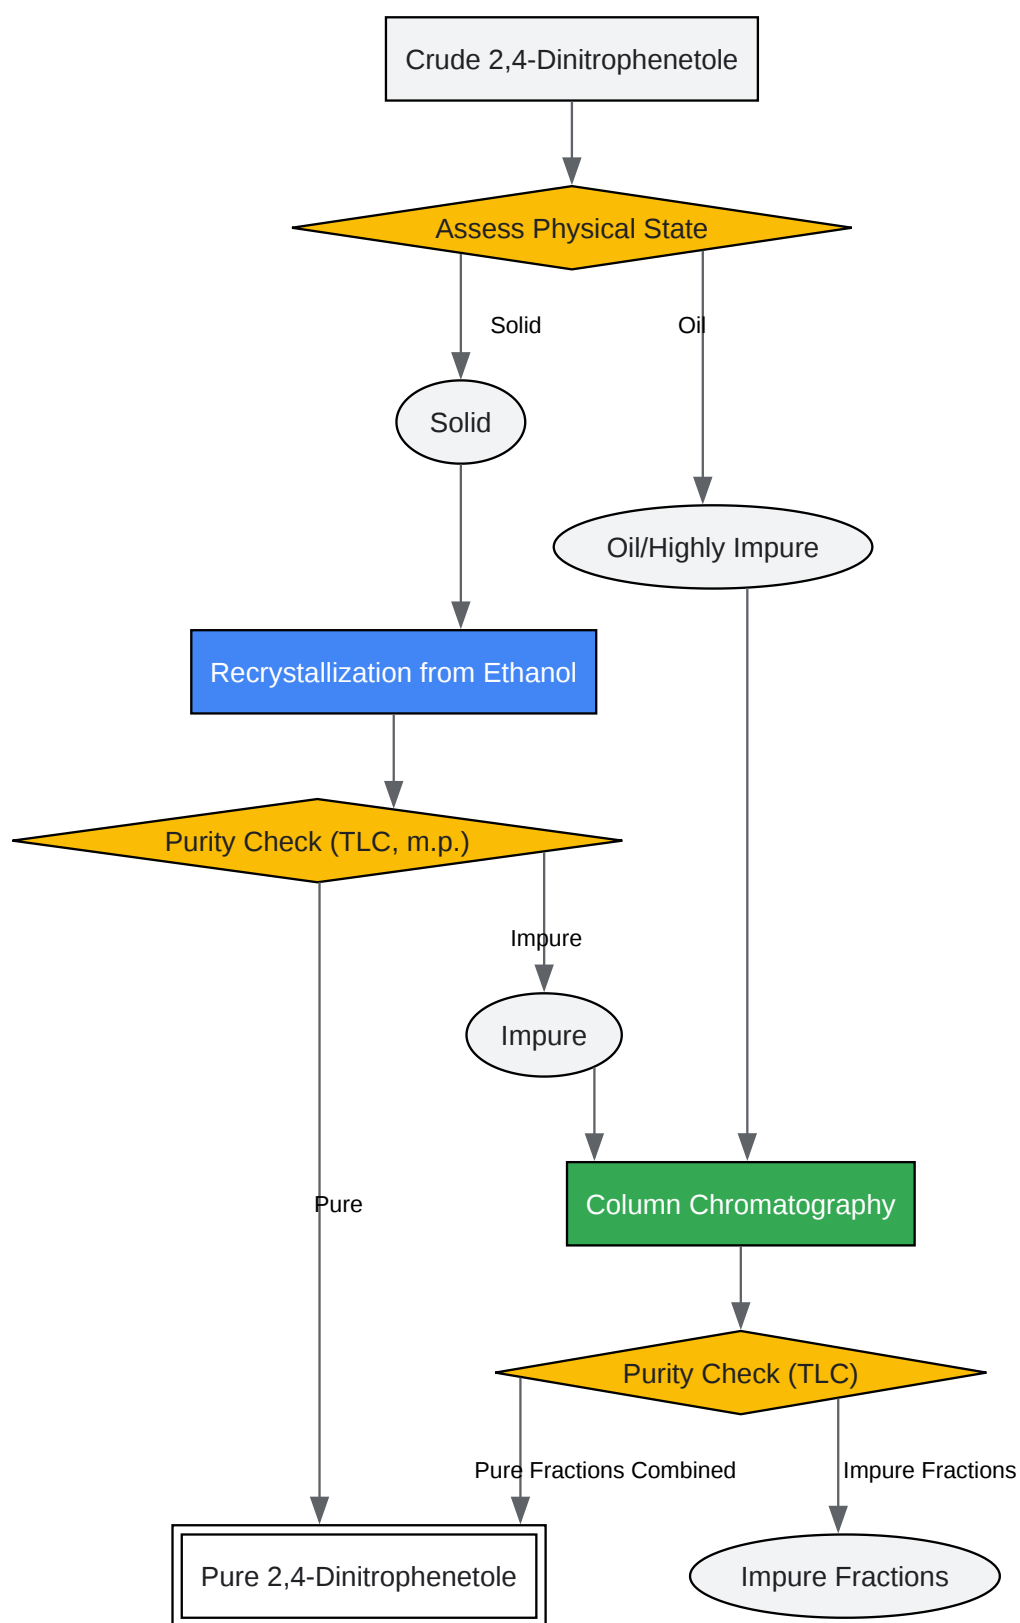 Crude 2,4-Dinitrophenetole
Assess Physical State
Solid
Oil
Solid
Oil/Highly Impure
Recrystallization from Ethanol
Purity Check (TLC, m.p.)
Impure
Impure
Pure
Column Chromatography
Purity Check (TLC)
Pure Fractions Combined
Impure Fractions
Pure 2,4-Dinitrophenetole
Impure Fractions